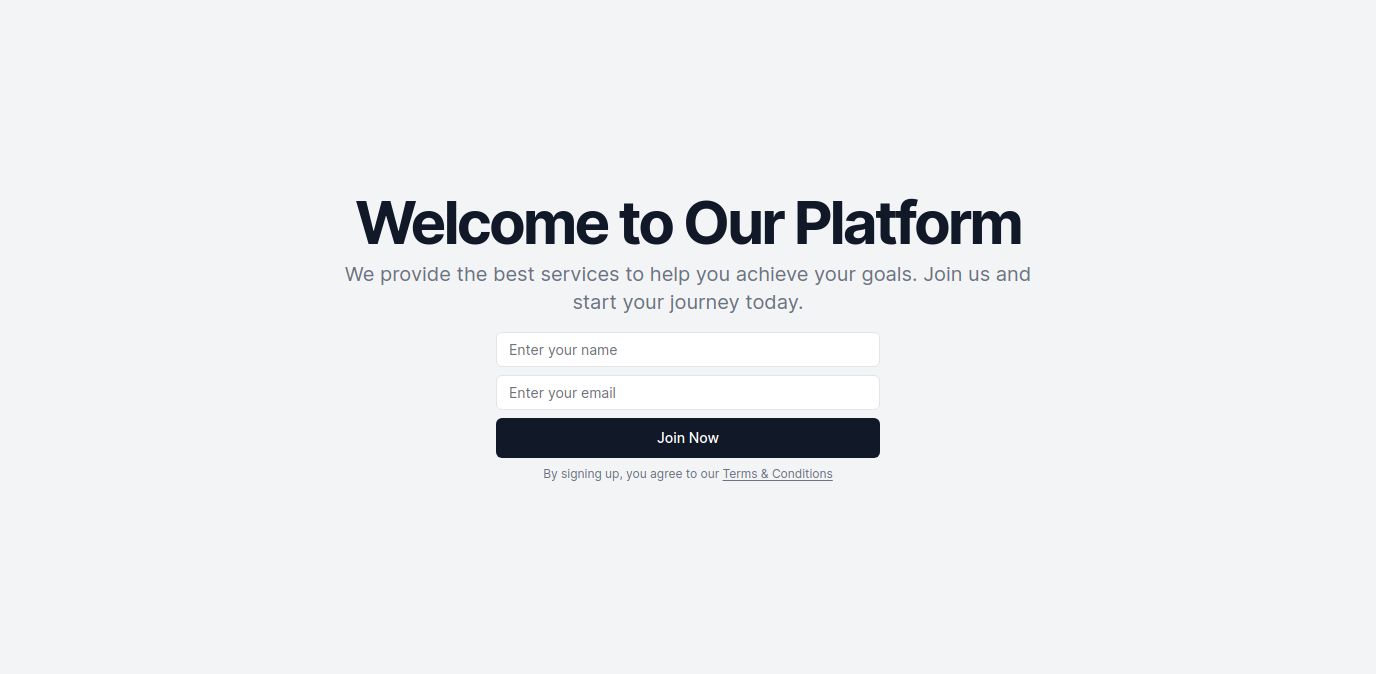 Welcome to Our Platform
We provide the best services to help you achieve your goals. Join us and
start your journey today.
Enter your name
Enter your email
Join Now
By signing up, you agree to our Terms & Conditions